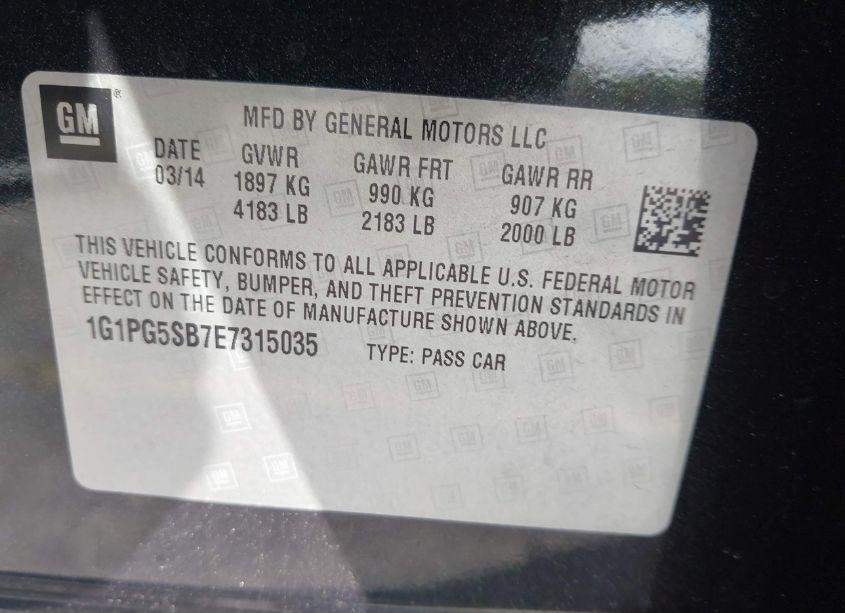 GM ®
MFD BY GENERAL MOTORS LLC
DATE GVWR GAWR FRT GAWR RR
03/14 1897 KG 990 KG 907 KG
4183 LB 2183 LB 2000 LB
THIS VEHICLE CONFORMS TO ALL APPLICABLE U.S. FEDERAL MOTOR
VEHICLE SAFETY, BUMPER, AND THEFT PREVENTION STANDARDS IN
EFFECT ON THE DATE OF MANUFACTURE SHOWN ABOVE.
1G1PG5SB7E7315035 TYPE: PASS CAR